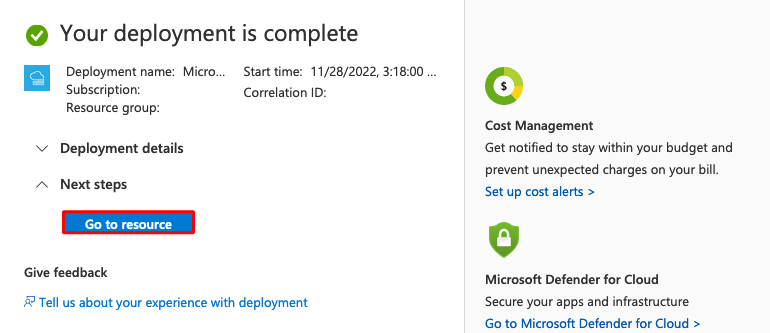 Your deployment is complete
Deployment name: Micro...
Subscription:
Resource group:
Start time: 11/28/2022, 3:18:00 ...
Correlation ID:
Deployment details
Next steps
Go to resource
Give feedback
Tell us about your experience with deployment
$
Cost Management
Get notified to stay within your budget and
prevent unexpected charges on your bill.
Set up cost alerts >
Microsoft Defender for Cloud
Secure your apps and infrastructure
Go to Microsoft Defender for Cloud >